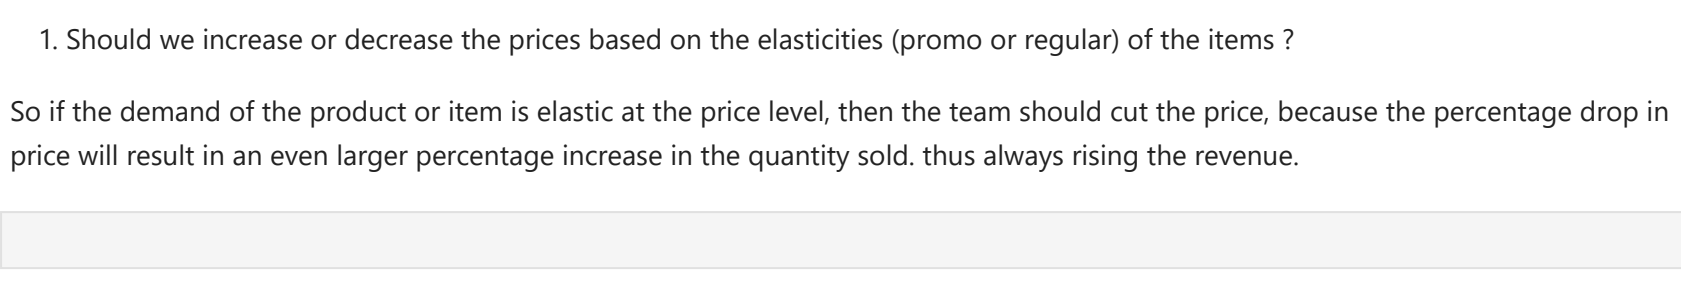 1. Should we increase or decrease the prices based on the elasticities (promo or regular) of the items ?
So if the demand of the product or item is elastic at the price level, then the team should cut the price, because the percentage drop in
price will result in an even larger percentage increase in the quantity sold. thus always rising the revenue.